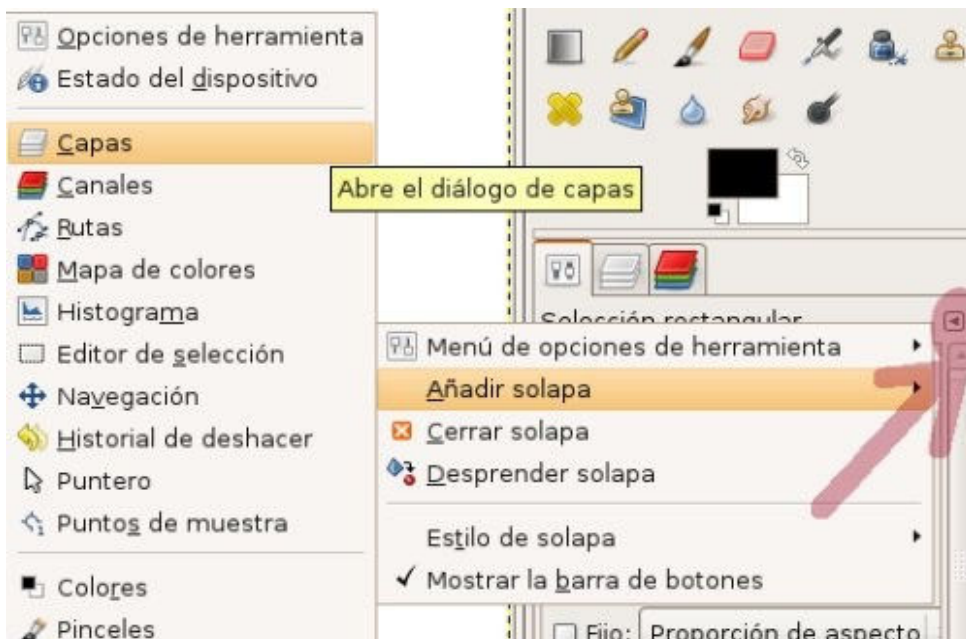 Opciones de herramienta
Estado del dispositivo
Capas
Canales
Rutas
Mapa de colores
Histograma
Editor de selección
Navegación
Historial de deshacer
Puntero
Puntos de muestra
Colores
Pinceles
Abre el diálogo de capas
Selección rectangular
Menú de opciones de herramienta
Añadir solapa
Cerrar solapa
Desprender solapa
Estilo de solapa
Mostrar la barra de botones
Fijo: Proporción de aspecto